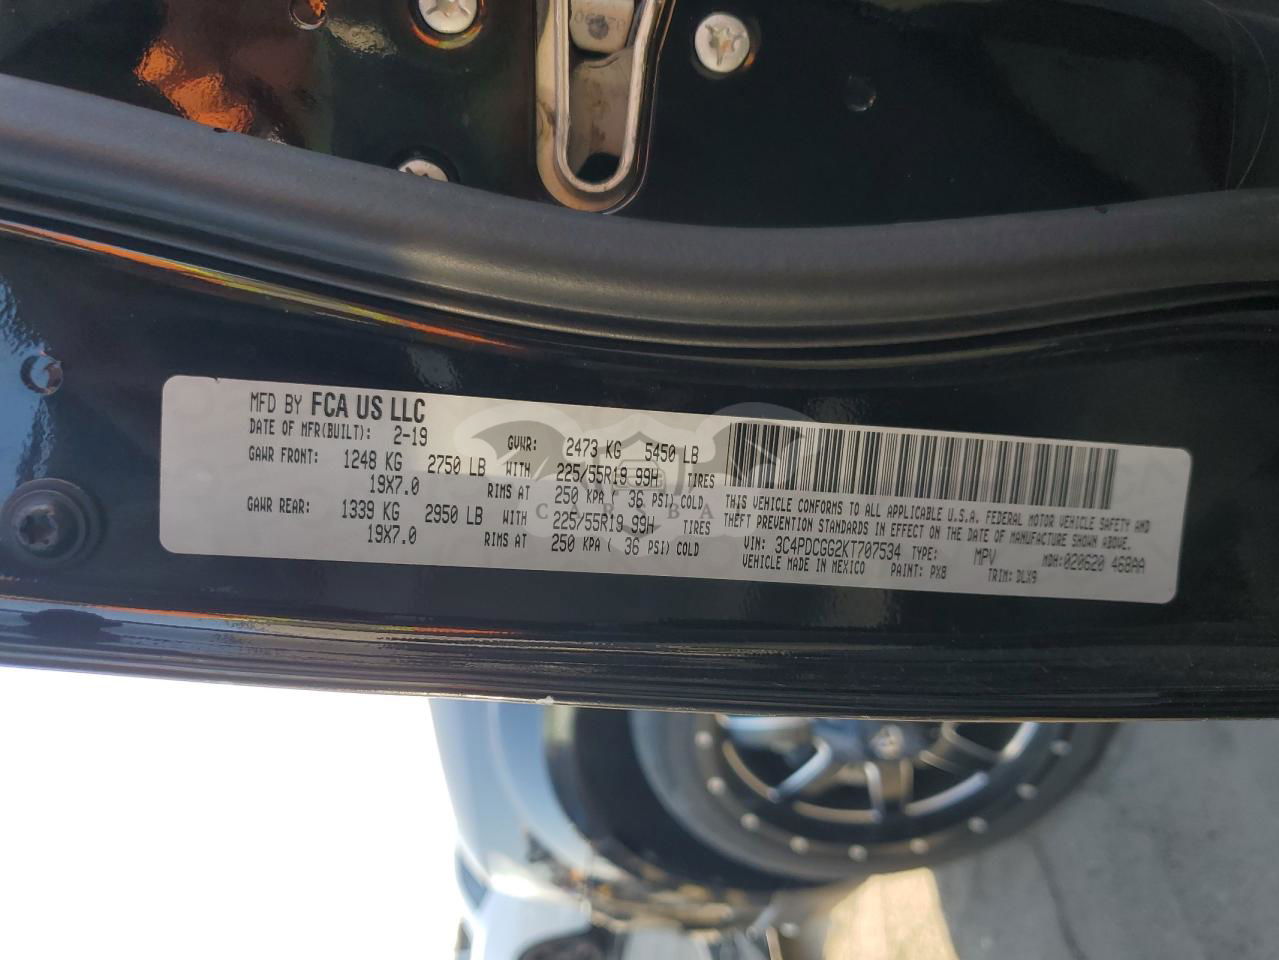 MFD BY FCA US LLC
DATE OF MFR(BUILT): 2-19 GVWR: 2473 KG 5450 LB
GAWR FRONT: 1248 KG 2750 LB WITH 225/55R19 99H TIRES
19X7.0 RIMS AT 250 KPA ( 36 PSI) COLD
GAWR REAR: 1339 KG 2950 LB WITH 225/55R19 99H TIRES
19X7.0 RIMS AT 250 KPA ( 36 PSI) COLD
THIS VEHICLE CONFORMS TO ALL APPLICABLE U.S.A. FEDERAL MOTOR VEHICLE SAFETY AND
THEFT PREVENTION STANDARDS IN EFFECT ON THE DATE OF MANUFACTURE SHOWN ABOVE.
VIN: 3C4PDCGG2KT707534 TYPE: MPV MDH:020620 468AA
VEHICLE MADE IN MEXICO PAINT: PX8 TRIM: DLX9
CARSBA